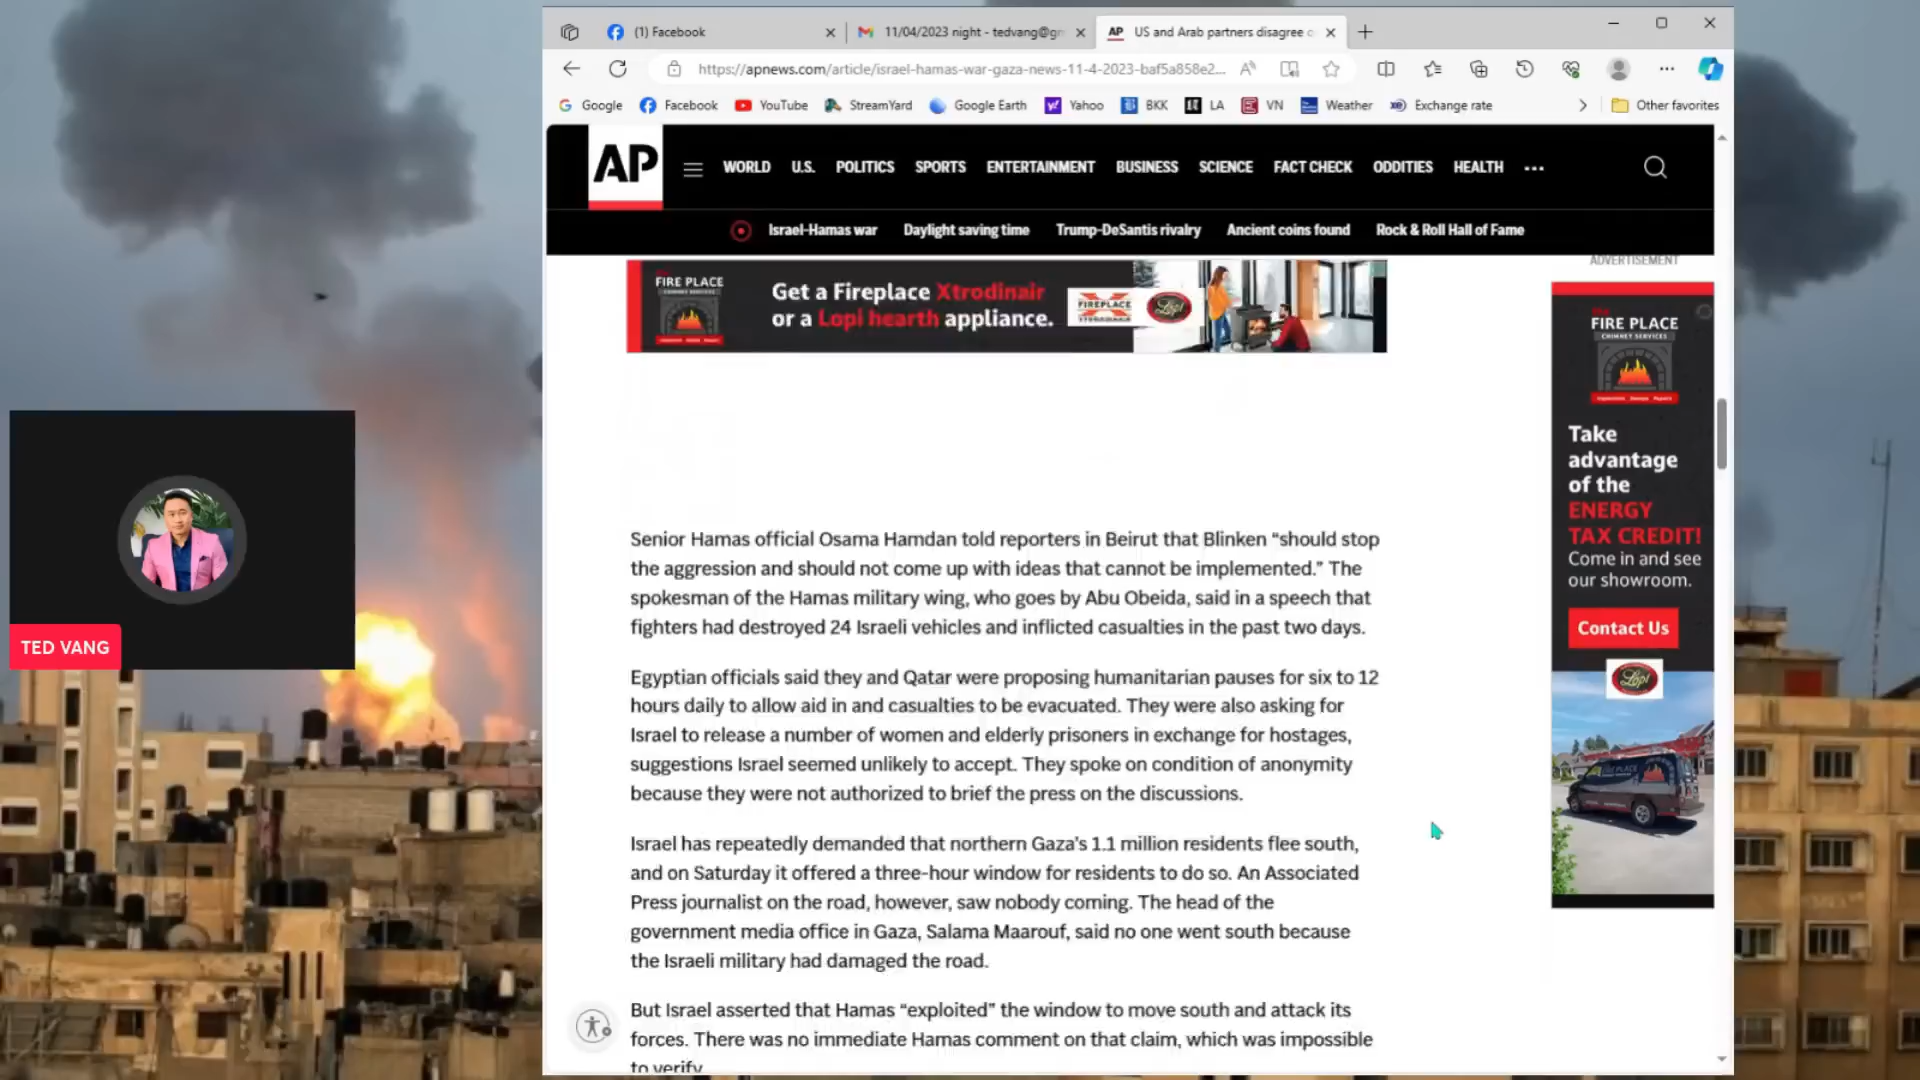 (1) Facebook
11/04/2023 night - tedvang@gm
AP US and Arab partners disagree o
https://apnews.com/article/israel-hamas-war-gaza-news-11-4-2023-baf5a858e2...
Google Facebook YouTube StreamYard Google Earth Yahoo BKK LA VN Weather Exchange rate Other favorites
AP WORLD U.S. POLITICS SPORTS ENTERTAINMENT BUSINESS SCIENCE FACT CHECK ODDITIES HEALTH ...
Israel-Hamas war Daylight saving time Trump-DeSantis rivalry Ancient coins found Rock & Roll Hall of Fame
ADVERTISEMENT
FIRE PLACE
Get a Fireplace Xtrodinair
or a Lopi hearth appliance.
FIREPLACE
Lopi
TED VANG
Senior Hamas official Osama Hamdan told reporters in Beirut that Blinken “should stop
the aggression and should not come up with ideas that cannot be implemented.” The
spokesman of the Hamas military wing, who goes by Abu Obeida, said in a speech that
fighters had destroyed 24 Israeli vehicles and inflicted casualties in the past two days.
Egyptian officials said they and Qatar were proposing humanitarian pauses for six to 12
hours daily to allow aid in and casualties to be evacuated. They were also asking for
Israel to release a number of women and elderly prisoners in exchange for hostages,
suggestions Israel seemed unlikely to accept. They spoke on condition of anonymity
because they were not authorized to brief the press on the discussions.
Israel has repeatedly demanded that northern Gaza’s 1.1 million residents flee south,
and on Saturday it offered a three-hour window for residents to do so. An Associated
Press journalist on the road, however, saw nobody coming. The head of the
government media office in Gaza, Salama Maarouf, said no one went south because
the Israeli military had damaged the road.
But Israel asserted that Hamas “exploited” the window to move south and attack its
forces. There was no immediate Hamas comment on that claim, which was impossible
to verify.
FIRE PLACE
CHIMNEY SERVICES
Take
advantage
of the
ENERGY
TAX CREDIT!
Come in and see
our showroom.
Contact Us
Lopi